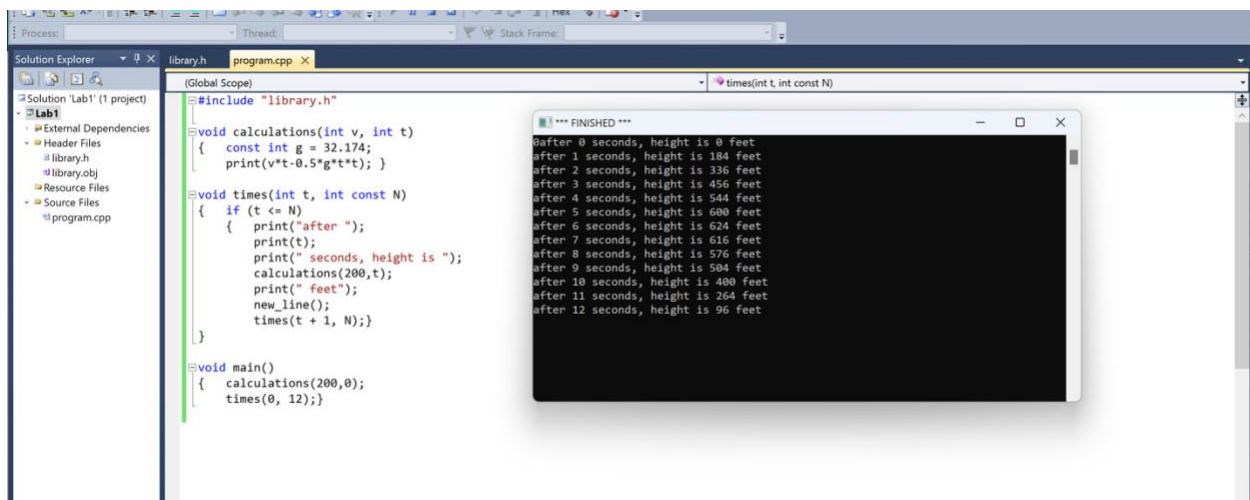 Hex
Process:
Thread:
Stack Frame:
Solution Explorer
library.h
program.cpp
(Global Scope)
times(int t, int const N)
Solution 'Lab1' (1 project)
Lab1
External Dependencies
Header Files
library.h
library.obj
Resource Files
Source Files
program.cpp
#include "library.h"
void calculations(int v, int t)
{ const int g = 32.174;
print(v*t-0.5*g*t*t); }
void times(int t, int const N)
{ if (t <= N)
{ print("after ");
print(t);
print(" seconds, height is ");
calculations(200,t);
print(" feet");
new_line();
times(t + 1, N);}
}
void main()
{ calculations(200,0);
times(0, 12);}
*** FINISHED ***
0after 0 seconds, height is 0 feet
after 1 seconds, height is 184 feet
after 2 seconds, height is 336 feet
after 3 seconds, height is 456 feet
after 4 seconds, height is 544 feet
after 5 seconds, height is 600 feet
after 6 seconds, height is 624 feet
after 7 seconds, height is 616 feet
after 8 seconds, height is 576 feet
after 9 seconds, height is 504 feet
after 10 seconds, height is 400 feet
after 11 seconds, height is 264 feet
after 12 seconds, height is 96 feet